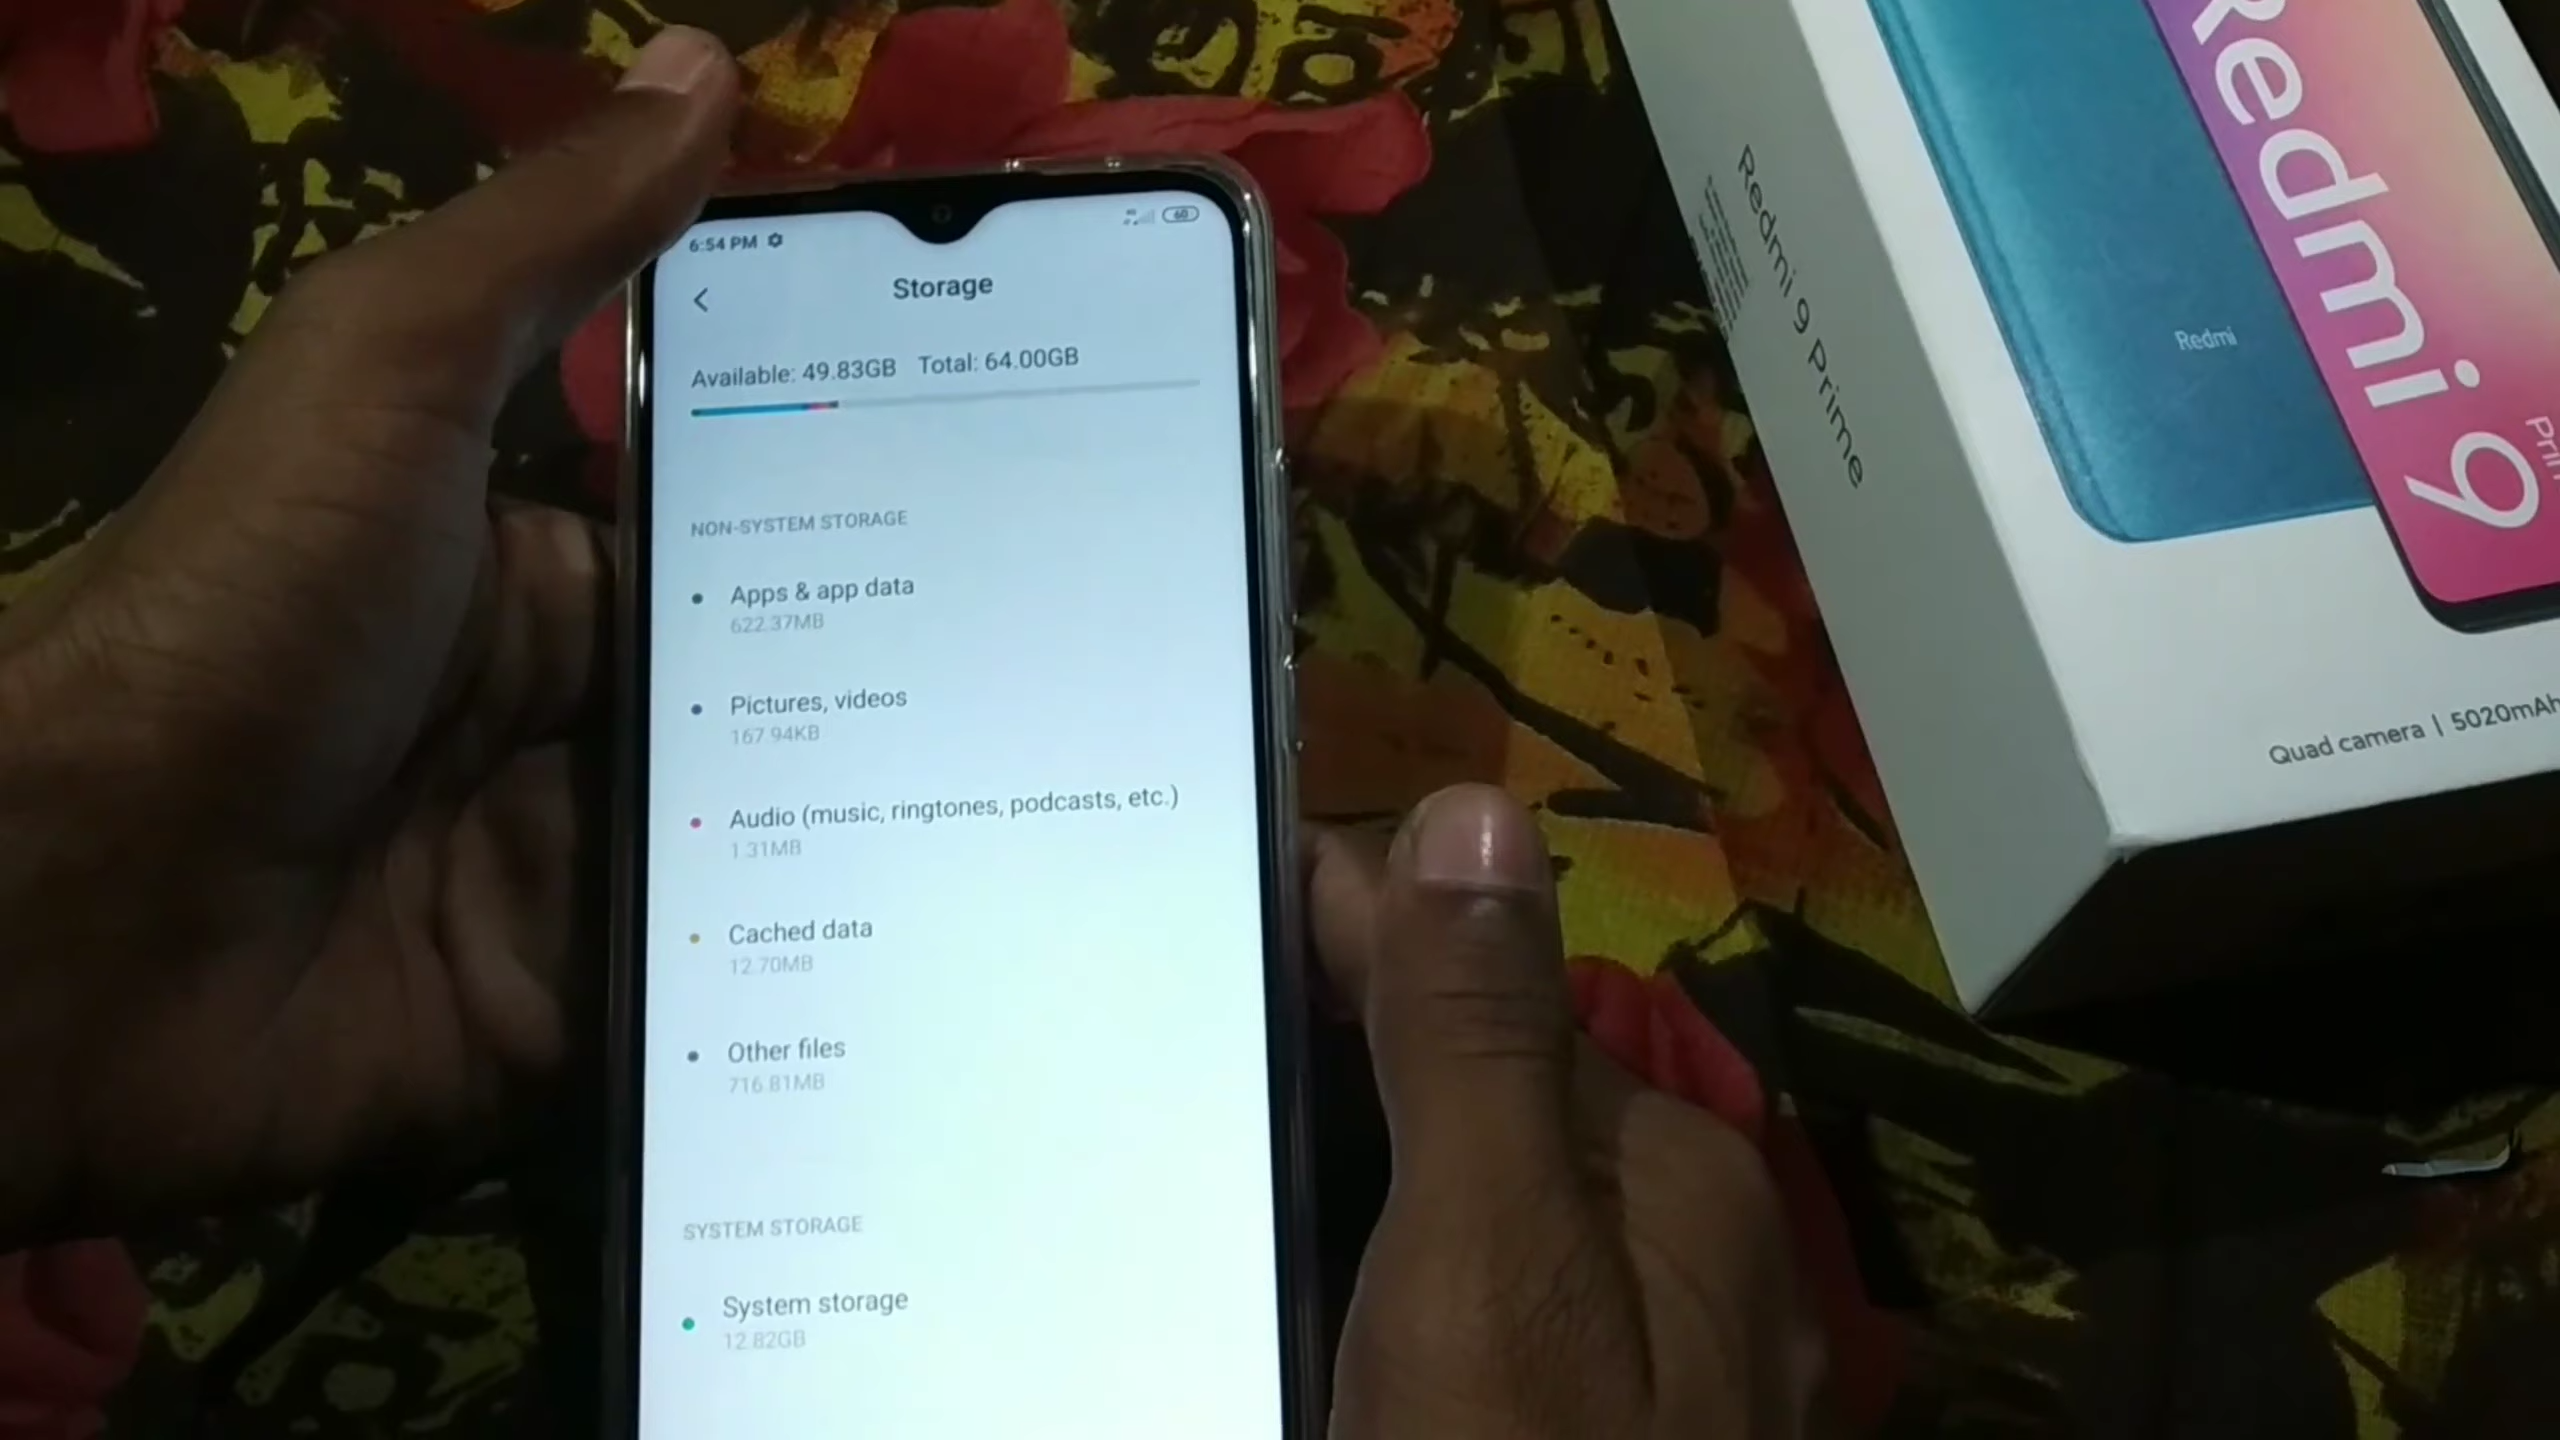 6:54 PM
60
Storage
Available: 49.83GB Total: 64.00GB
NON-SYSTEM STORAGE
Apps & app data
622.37MB
Pictures, videos
167.94KB
Audio (music, ringtones, podcasts, etc.)
1.31MB
Cached data
12.70MB
Other files
716.81MB
SYSTEM STORAGE
System storage
12.82GB
Redmi 9 Prime
Redmi
Redmi 9
Quad camera | 5020mAh